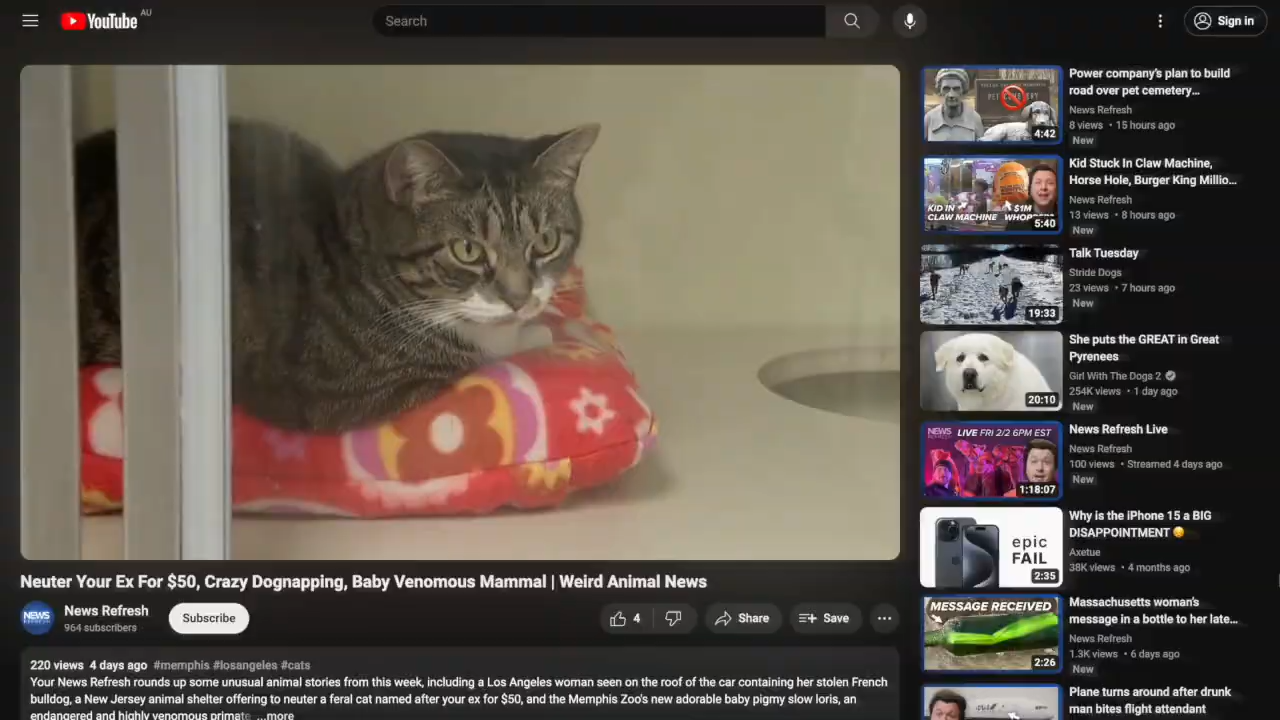 YouTube AU
Search
Sign in
Neuter Your Ex For $50, Crazy Dognapping, Baby Venomous Mammal | Weird Animal News
NEWS
News Refresh
964 subscribers
Subscribe
4
Share
Save
220 views 4 days ago #memphis #losangeles #cats
Your News Refresh rounds up some unusual animal stories from this week, including a Los Angeles woman seen on the roof of the car containing her stolen French
bulldog, a New Jersey animal shelter offering to neuter a feral cat named after your ex for $50, and the Memphis Zoo's new adorable baby pigmy slow loris, an
endangered and highly venomous primate ...more
4:42
Power company's plan to build
road over pet cemetery...
News Refresh
8 views • 15 hours ago
New
KID IN
CLAW MACHINE
$1M
5:40
Kid Stuck In Claw Machine,
Horse Hole, Burger King Millio...
News Refresh
13 views • 8 hours ago
New
19:33
Talk Tuesday
Stride Dogs
23 views • 7 hours ago
New
20:10
She puts the GREAT in Great
Pyrenees
Girl With The Dogs 2
254K views • 1 day ago
New
NEWS
LIVE FRI 2/2 6PM EST
1:18:07
News Refresh Live
News Refresh
100 views • Streamed 4 days ago
New
epic
FAIL
2:35
Why is the iPhone 15 a BIG
DISAPPOINTMENT
Axetue
38K views • 4 months ago
MESSAGE RECEIVED
2:26
Massachusetts woman's
message in a bottle to her late...
News Refresh
1.3K views • 6 days ago
New
Plane turns around after drunk
man bites flight attendant